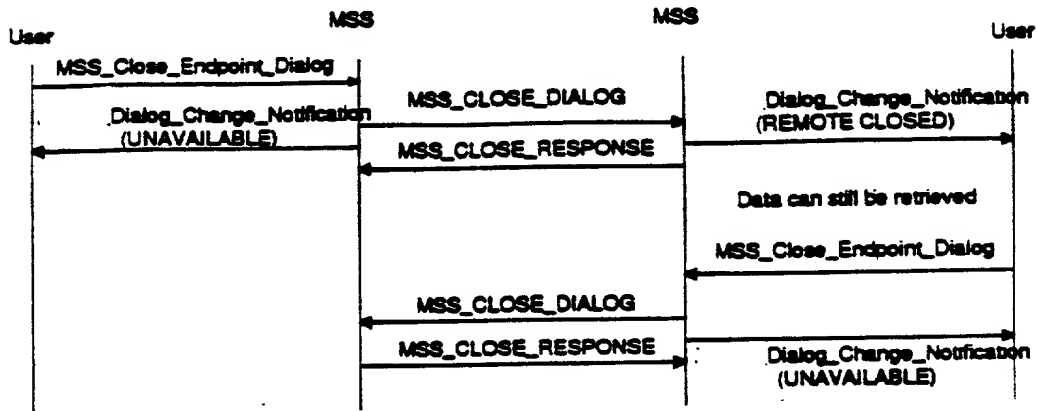 User
MSS
MSS
User
MSS_Close_Endpoint_Dialog
MSS_CLOSE_DIALOG
Dialog_Change_Notification
(REMOTE CLOSED)
Dialog_Change_Notification
(UNAVAILABLE)
MSS_CLOSE_RESPONSE
Data can still be retrieved
MSS_Close_Endpoint_Dialog
MSS_CLOSE_DIALOG
MSS_CLOSE_RESPONSE
Dialog_Change_Notification
(UNAVAILABLE)